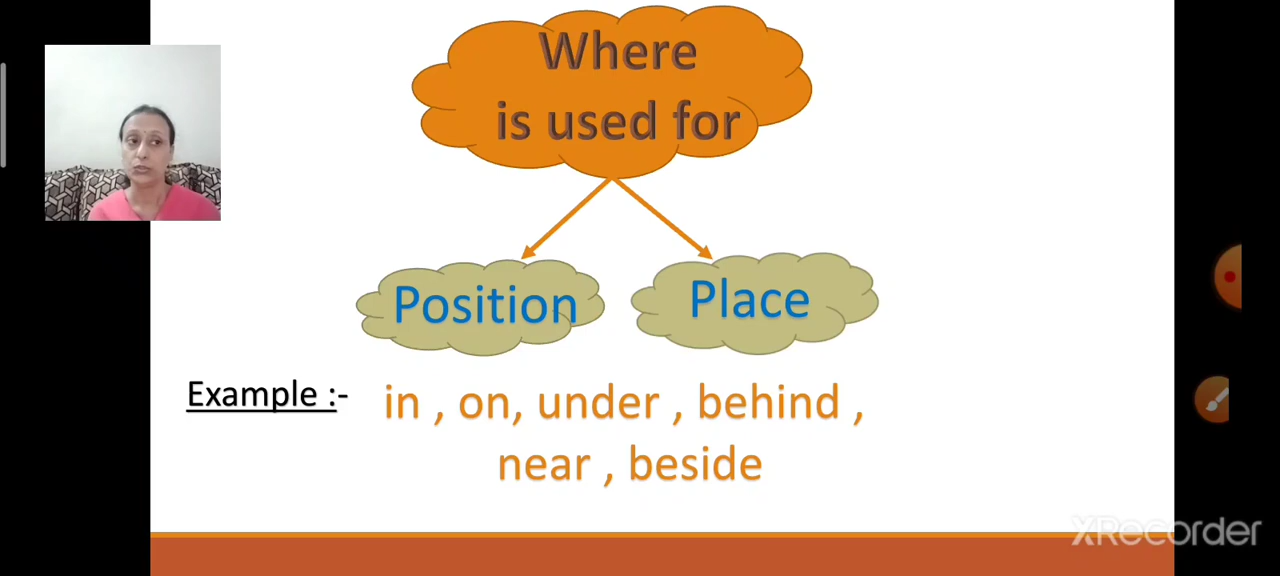 Where
is used for
Position
Place
Example :-
in , on, under , behind ,
near , beside
XRecorder